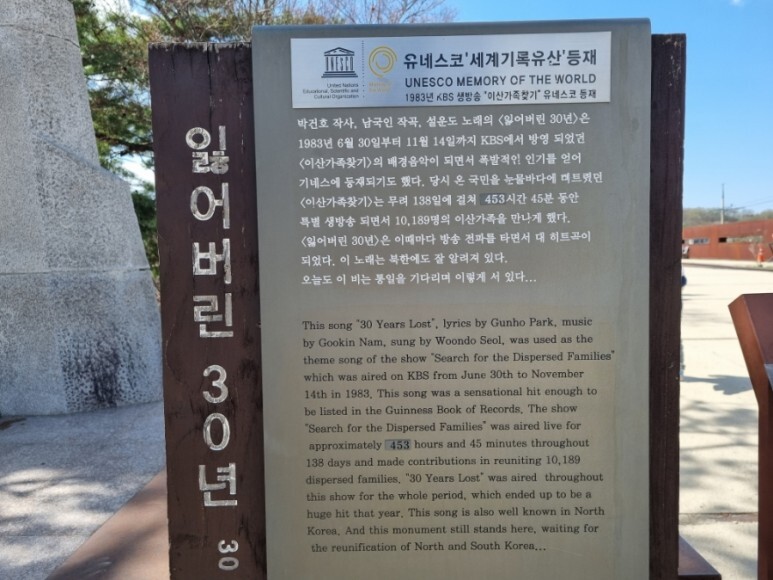 잃어버린 30년
30
UNESCO
United Nations
Educational, Scientific and
Cultural Organization
유네스코'세계기록유산'등재
UNESCO MEMORY OF THE WORLD
1983년 KBS 생방송 "이산가족찾기" 유네스코 등재
박건호 작사, 남국인 작곡, 설운도 노래의 <잃어버린 30년>은
1983년 6월 30일부터 11월 14일까지 KBS에서 방영 되었던
<이산가족찾기>의 배경음악이 되면서 폭발적인 인기를 얻어
기네스에 등재되기도 했다. 당시 온 국민을 눈물바다에 빠트렸던
<이산가족찾기>는 무려 138일에 걸쳐 453시간 45분 동안
특별 생방송 되면서 10,189명의 이산가족을 만나게 했다.
<잃어버린 30년>은 이때마다 방송 전파를 타면서 대 히트곡이
되었다. 이 노래는 북한에도 잘 알려져 있다.
오늘도 이 비는 통일을 기다리며 이렇게 서 있다...
This song "30 Years Lost", lyrics by Gunho Park, music
by Gookin Nam, sung by Woondo Seol, was used as the
theme song of the show "Search for the Dispersed Families"
which was aired on KBS from June 30th to November
14th in 1983. This song was a sensational hit enough to
be listed in the Guinness Book of Records. The show
"Search for the Dispersed Families" was aired live for
approximately 453 hours and 45 minutes throughout
138 days and made contributions in reuniting 10,189
dispersed families. "30 Years Lost" was aired throughout
this show for the whole period, which ended up to be a
huge hit that year. This song is also well known in North
Korea. And this monument still stands here, waiting for
the reunification of North and South Korea...